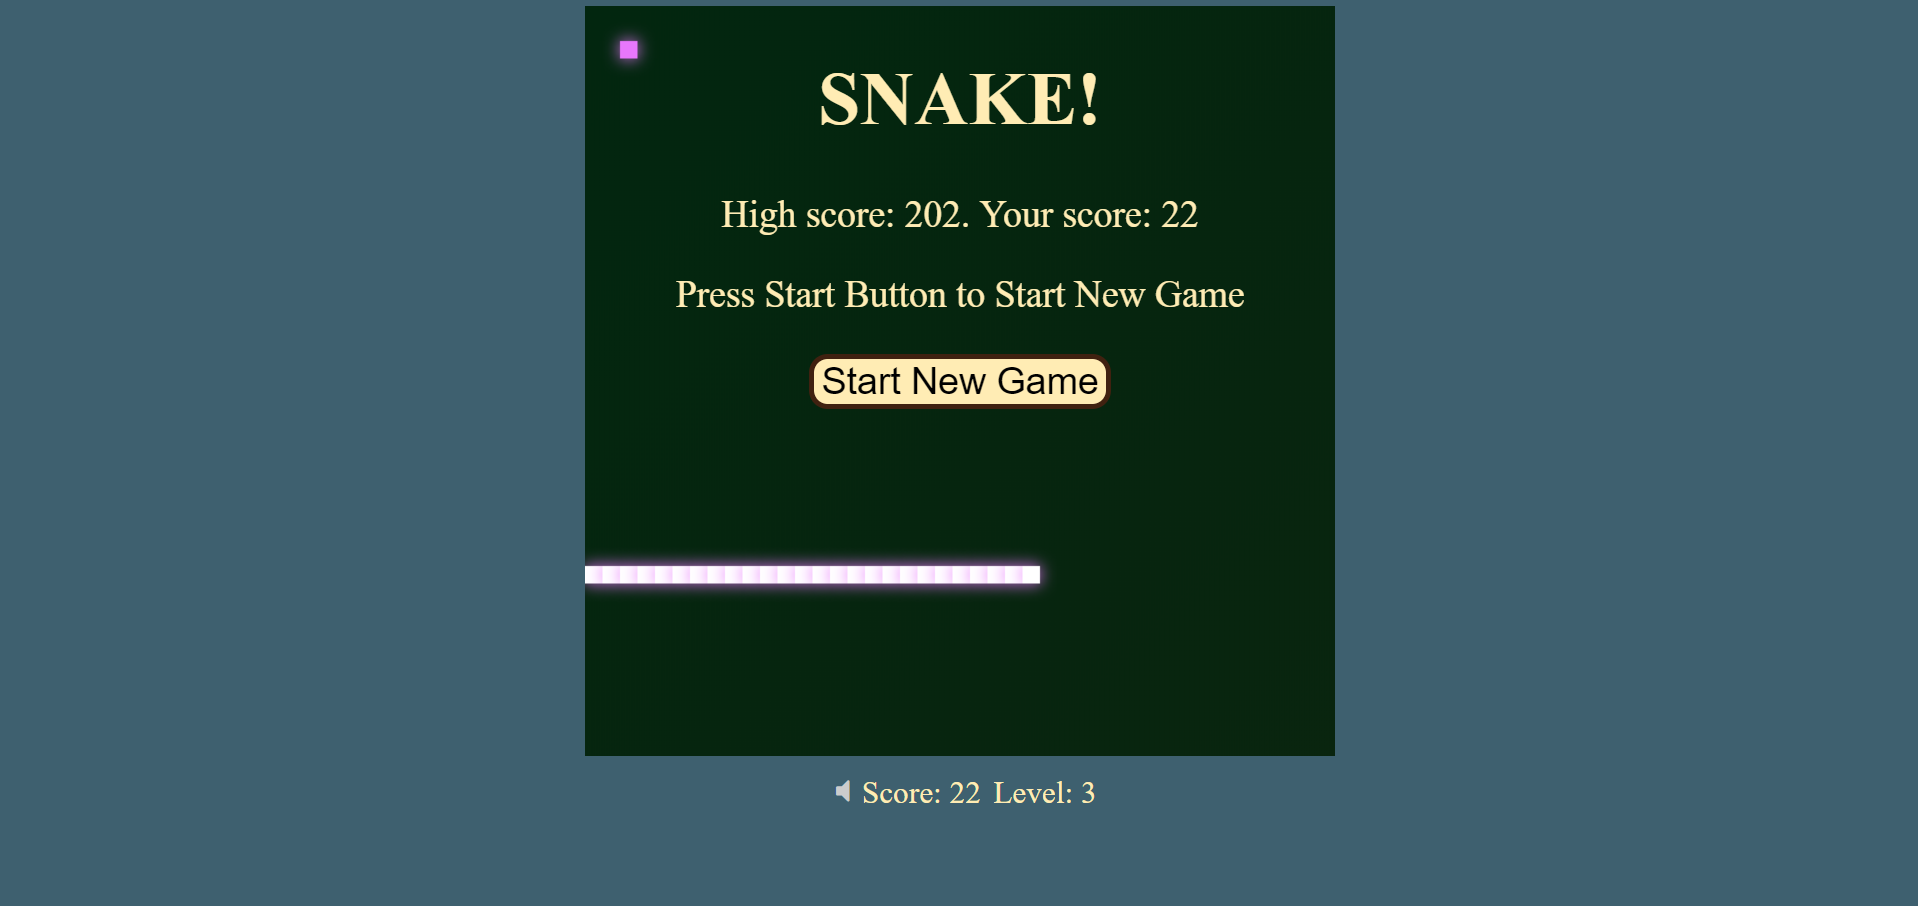 SNAKE!
High score: 202. Your score: 22
Press Start Button to Start New Game
Start New Game
Score: 22 Level: 3